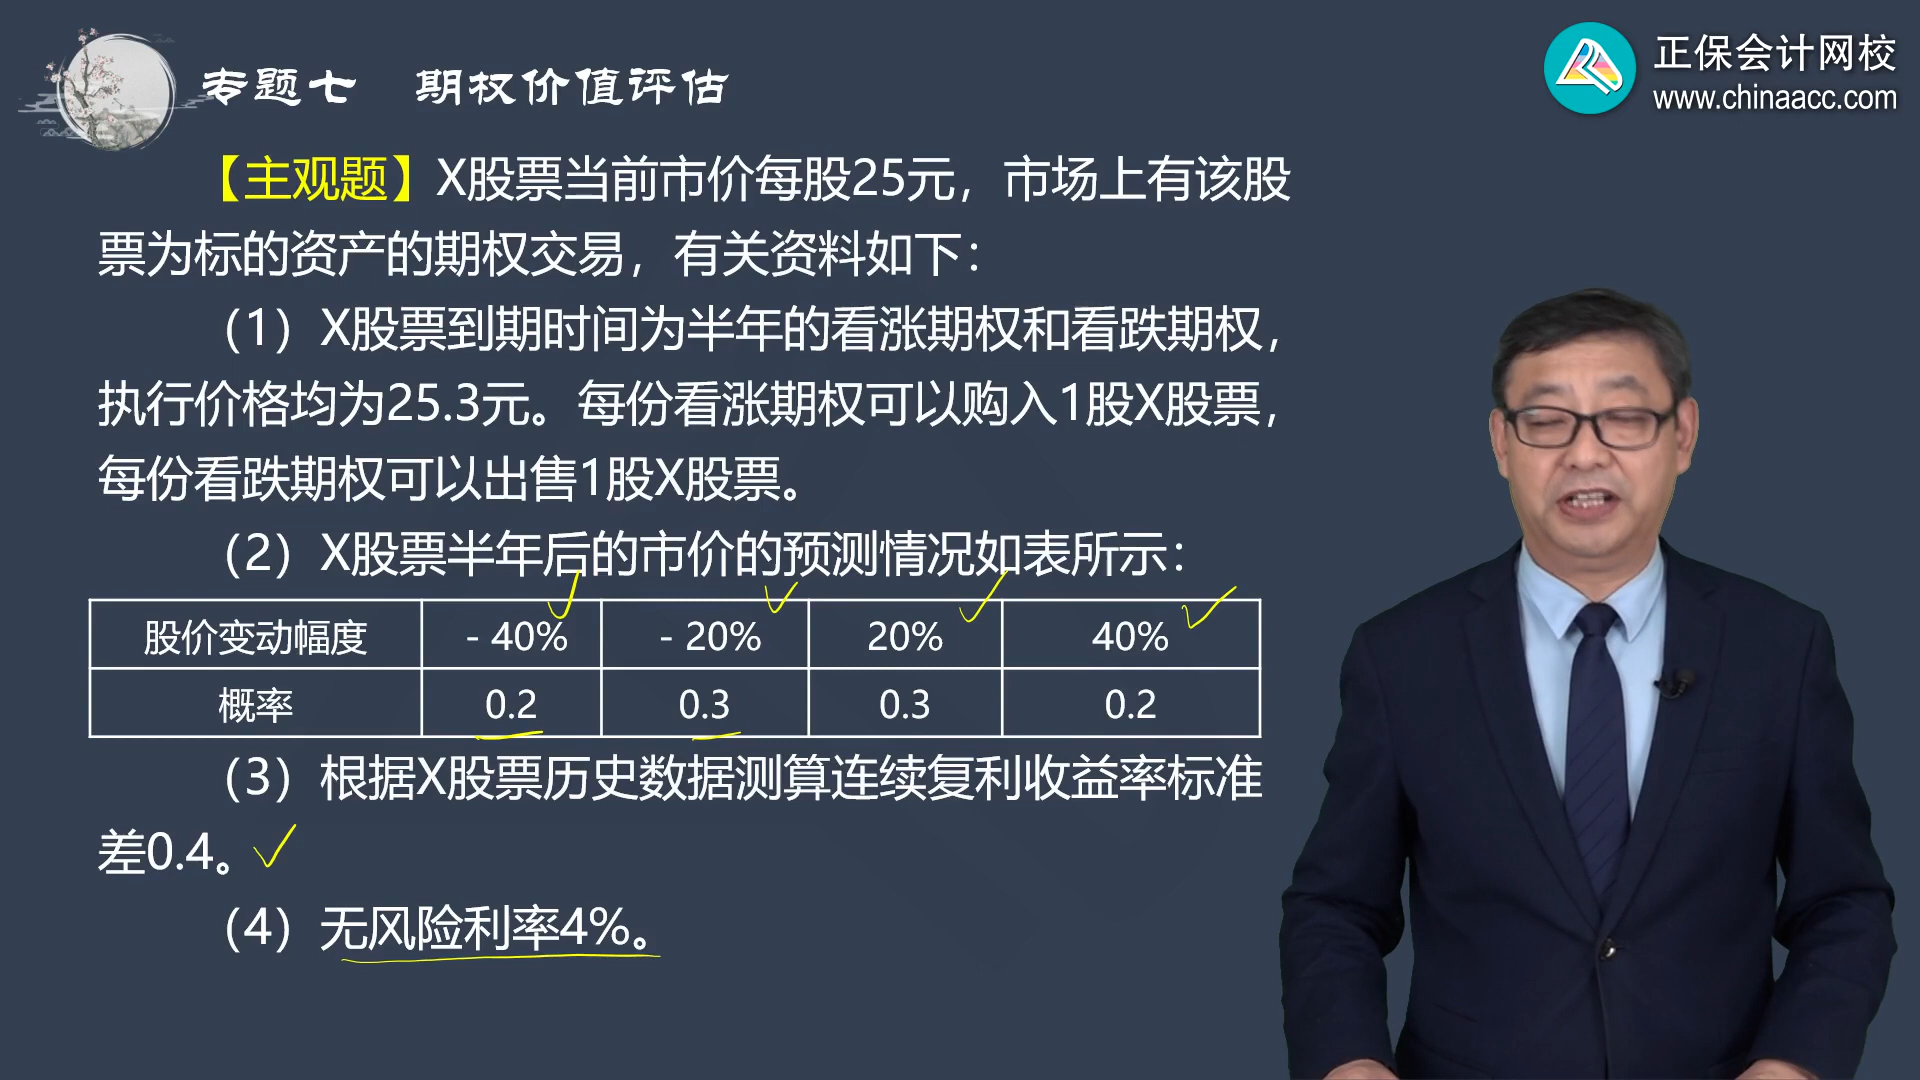 专题七 期权价值评估
正保会计网校
www.chinaacc.com
【主观题】X股票当前市价每股25元，市场上有该股
票为标的资产的期权交易，有关资料如下：
（1）X股票到期时间为半年的看涨期权和看跌期权，
执行价格均为25.3元。每份看涨期权可以购入1股X股票，
每份看跌期权可以出售1股X股票。
（2）X股票半年后的市价的预测情况如表所示：
股价变动幅度 - 40% - 20% 20% 40%
概率 0.2 0.3 0.3 0.2
（3）根据X股票历史数据测算连续复利收益率标准
差0.4。
（4）无风险利率4%。